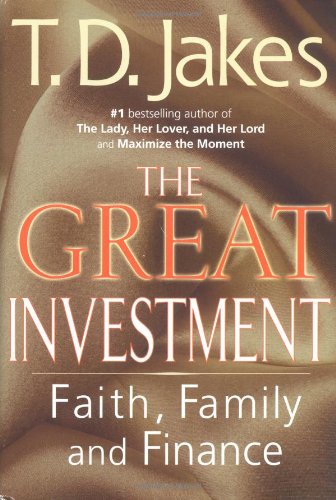 T. D. Jakes
#1 bestselling author of
The Lady, Her Lover, and Her Lord
and Maximize the Moment
THE
GREAT
INVESTMENT
Faith, Family
and Finance